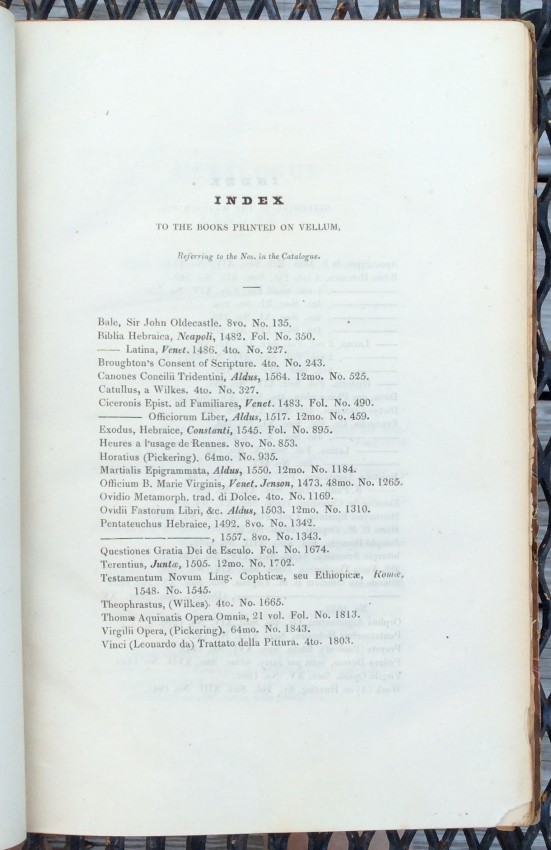 INDEX
TO THE BOOKS PRINTED ON VELLUM,
Referring to the Nos. in the Catalogue.
Bale, Sir John Oldecastle. 8vo. No. 135.
Biblia Hebraica, Neapoli, 1482. Fol. No. 350.
—— Latina, Venet. 1486. 4to. No. 227.
Broughton's Consent of Scripture. 4to. No. 243.
Canones Concilii Tridentini, Aldus, 1564. 12mo. No. 525.
Catullus, a Wilkes. 4to. No. 327.
Ciceronis Epist. ad Familiares, Venet. 1483. Fol. No. 490.
———— Officiorum Liber, Aldus, 1517. 12mo. No. 459.
Exodus, Hebraice, Constanti, 1545. Fol. No. 895.
Heures a l'usage de Rennes. 8vo. No. 853.
Horatius (Pickering). 64mo. No. 935.
Martialis Epigrammata, Aldus, 1550. 12mo. No. 1184.
Officium B. Marie Virginis, Venet. Jenson, 1473. 48mo. No. 1265.
Ovidio Metamorph. trad. di Dolce. 4to. No. 1169.
Ovidii Fastorum Libri, &c. Aldus, 1503. 12mo. No. 1310.
Pentateuchus Hebraice, 1492. 8vo. No. 1342.
——————————, 1557. 8vo. No. 1343.
Questiones Gratia Dei de Esculo. Fol. No. 1674.
Terentius, Juntæ, 1505. 12mo. No. 1702.
Testamentum Novum Ling. Cophticæ, seu Ethiopicæ, Romæ,
1548. No. 1545.
Theophrastus, (Wilkes). 4to. No. 1665.
Thomæ Aquinatis Opera Omnia, 21 vol. Fol. No. 1813.
Virgilii Opera, (Pickering). 64mo. No. 1843.
Vinci (Leonardo da) Trattato della Pittura. 4to. 1803.